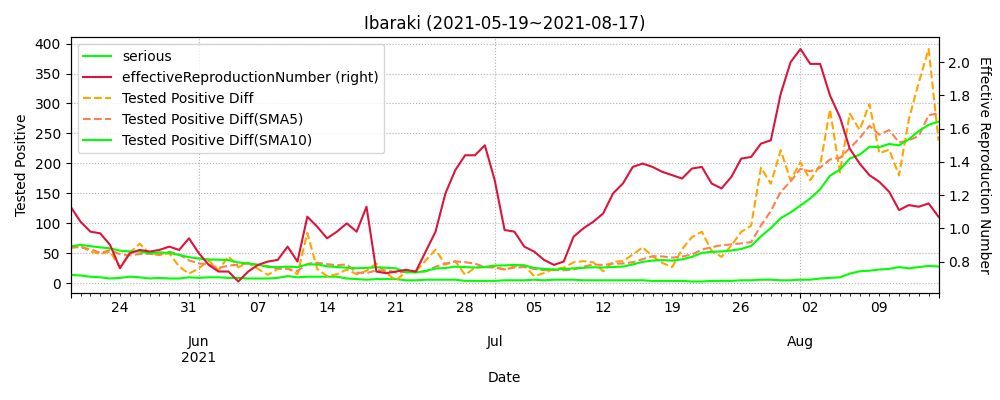 Ibaraki (2021-05-19~2021-08-17)
serious
effectiveReproductionNumber (right)
Tested Positive Diff
Tested Positive Diff(SMA5)
Tested Positive Diff(SMA10)
Tested Positive
400
350
300
250
200
150
100
50
0
Effective Reproduction Number
2.0
1.8
1.6
1.4
1.2
1.0
0.8
24 31 07 14 21 28 05 12 19 26 02 09
Jun Jul Aug
2021
Date